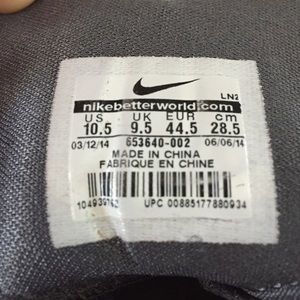 LN2
nikebetterworld.com
US UK EUR cm
10.5 9.5 44.5 28.5
03/12/14 653640-002 06/06/14
MADE IN CHINA
FABRIQUE EN CHINE
UPC 00885177880934